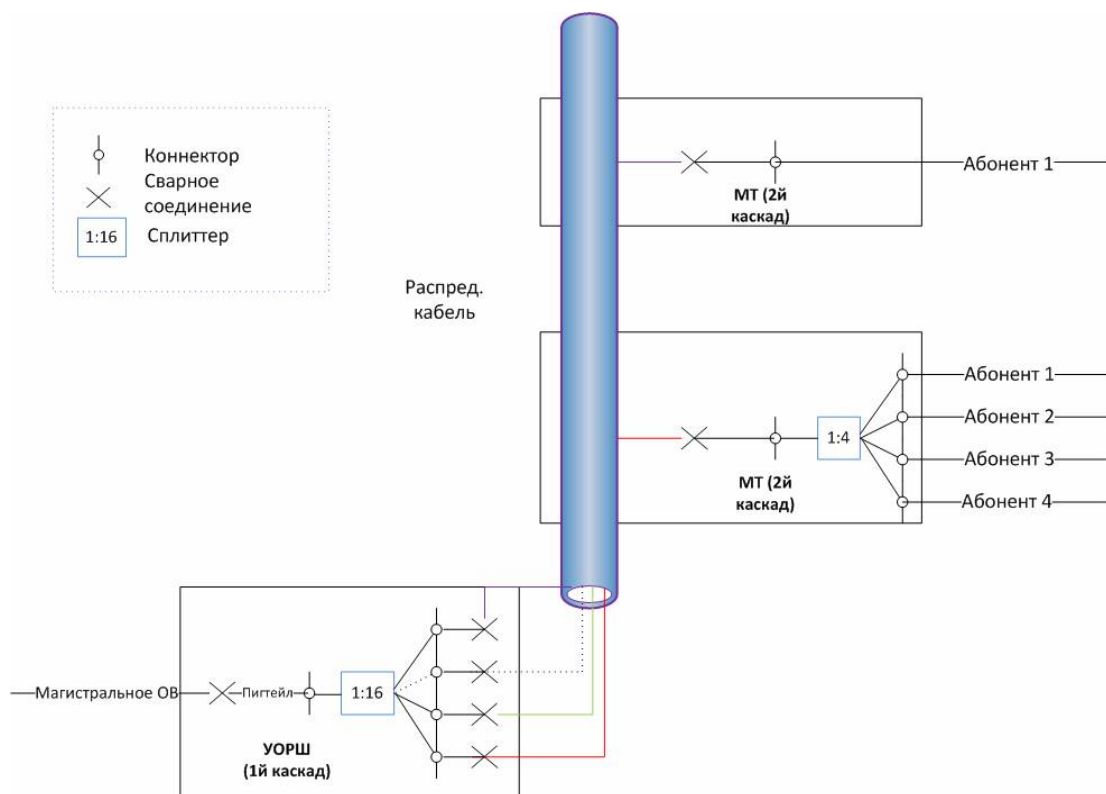 Коннектор
Сварное
соединение
1:16
Сплиттер
МТ (2й
каскад)
Абонент 1
Распред.
кабель
1:4
МТ (2й
каскад)
Абонент 1
Абонент 2
Абонент 3
Абонент 4
Магистральное ОВ
Пигтейл
1:16
УОРШ
(1й каскад)